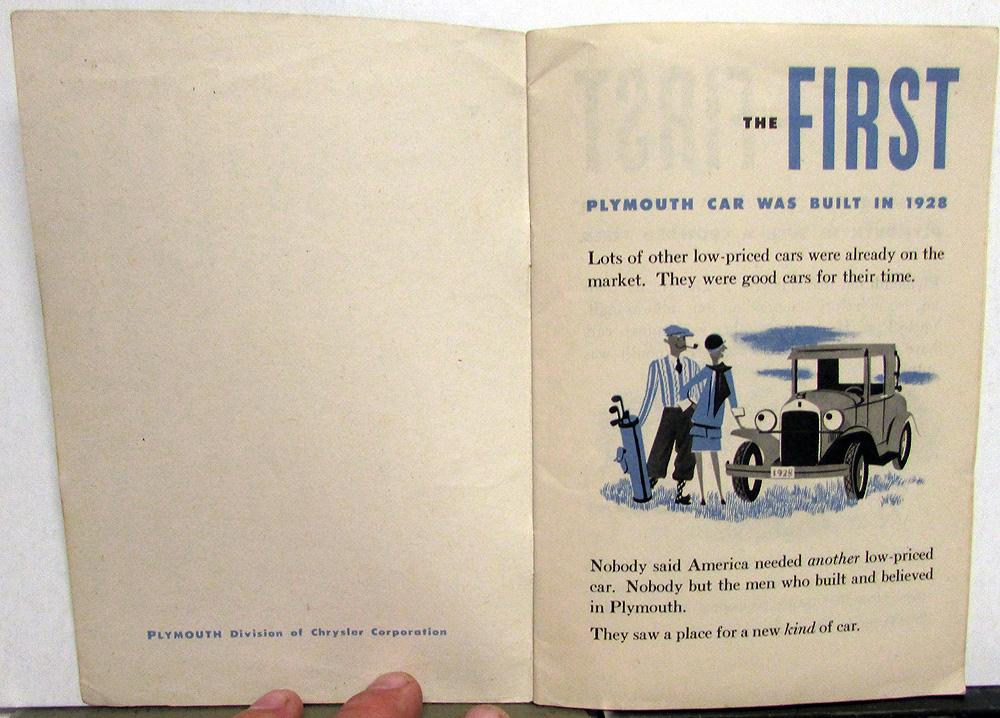 PLYMOUTH Division of Chrysler Corporation
THE FIRST
PLYMOUTH CAR WAS BUILT IN 1928
Lots of other low-priced cars were already on the
market. They were good cars for their time.
1928
Nobody said America needed another low-priced
car. Nobody but the men who built and believed
in Plymouth.
They saw a place for a new kind of car.